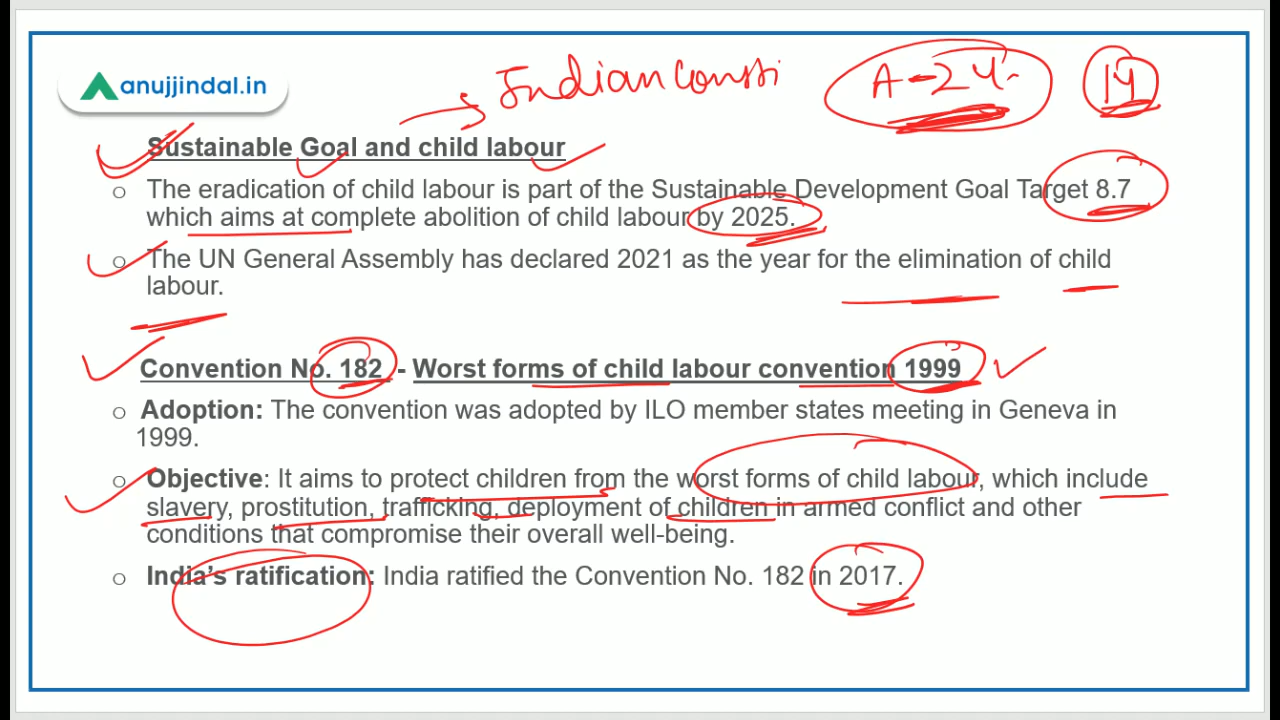 anujjindal.in
Indian Consti
A-24.
14
Sustainable Goal and child labour
o The eradication of child labour is part of the Sustainable Development Goal Target 8.7
which aims at complete abolition of child labour by 2025.
o The UN General Assembly has declared 2021 as the year for the elimination of child
labour.
Convention No. 182 - Worst forms of child labour convention 1999
o Adoption: The convention was adopted by ILO member states meeting in Geneva in
1999.
o Objective: It aims to protect children from the worst forms of child labour, which include
slavery, prostitution, trafficking, deployment of children in armed conflict and other
conditions that compromise their overall well-being.
o India’s ratification: India ratified the Convention No. 182 in 2017.